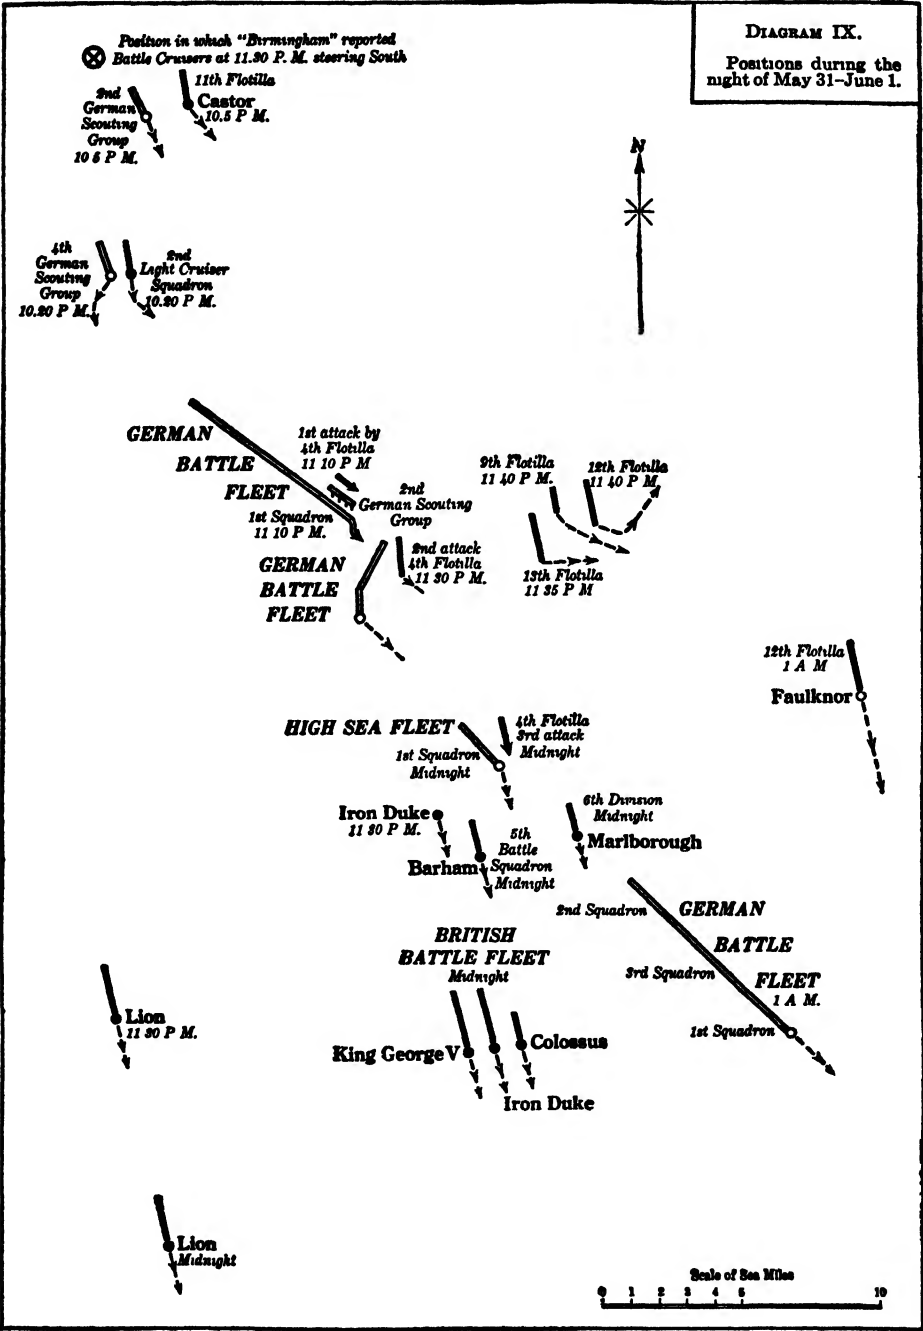 DIAGRAM IX.
Positions during the
night of May 31–June 1.
Position in which "Birmingham" reported
Battle Cruisers at 11.30 P. M. steering South
11th Flotilla
Castor
10.5 P M.
2nd
German
Scouting
Group
10 5 P M.
N
4th
German
Scouting
Group
10.20 P M.
2nd
Light Cruiser
Squadron
10.20 P M.
GERMAN
BATTLE
FLEET
1st Squadron
11 10 P M.
1st attack by
4th Flotilla
11 10 P M
2nd
German Scouting
Group
9th Flotilla
11 40 P M.
12th Flotilla
11 40 P M
GERMAN
BATTLE
FLEET
2nd attack
4th Flotilla
11 30 P M.
13th Flotilla
11 35 P M
12th Flotilla
1 A M
Faulknor
HIGH SEA FLEET
1st Squadron
Midnight
4th Flotilla
3rd attack
Midnight
Iron Duke
11 30 P M.
5th
Battle
Squadron
Midnight
Barham
6th Division
Midnight
Marlborough
2nd Squadron
GERMAN
BATTLE
FLEET
1 A M.
3rd Squadron
1st Squadron
BRITISH
BATTLE FLEET
Midnight
King George V
Colossus
Iron Duke
Lion
11 30 P M.
Lion
Midnight
Scale of Sea Miles
0 1 2 3 4 5 10